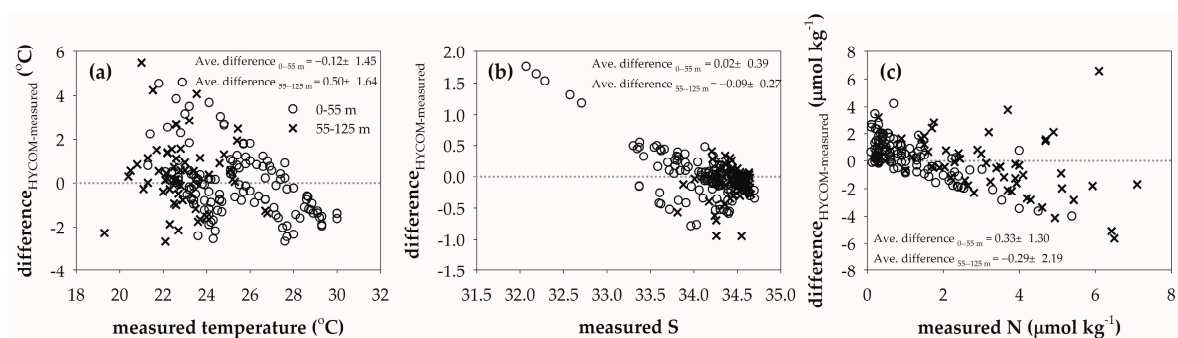 (a)
Ave. difference 0–55 m = −0.12± 1.45
Ave. difference 55–125 m = 0.50± 1.64
0-55 m
55-125 m
difference HYCOM-measured (°C)
6
4
2
0
-2
-4
18 20 22 24 26 28 30 32
measured temperature (°C)
(b)
Ave. difference 0–55 m = 0.02± 0.39
Ave. difference 55–125 m = −0.09± 0.27
difference HYCOM-measured
2.0
1.5
1.0
0.5
0.0
-0.5
-1.0
-1.5
31.5 32.0 32.5 33.0 33.5 34.0 34.5 35.0
measured S
(c)
difference HYCOM-measured (μmol kg-1)
8
6
4
2
0
-2
-4
-6
-8
Ave. difference 0–55 m = 0.33± 1.30
Ave. difference 55–125 m = −0.29± 2.19
0 2 4 6 8
measured N (μmol kg-1)